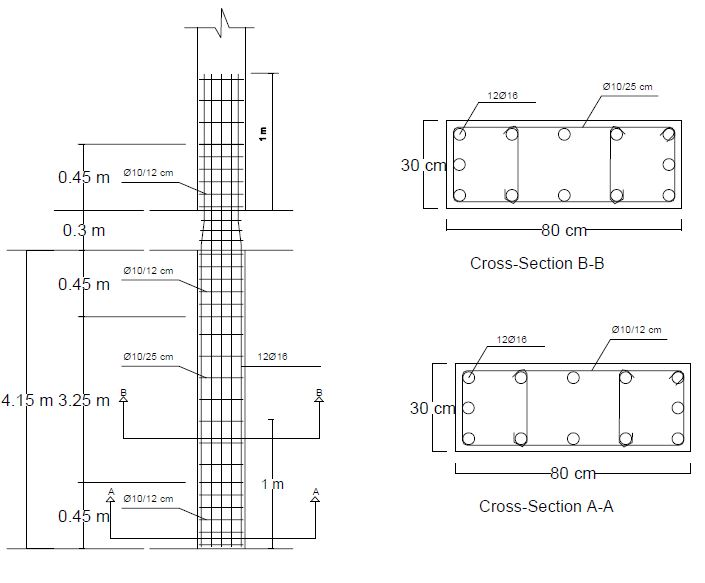 1 m
0.45 m
Ø10/12 cm
0.3 m
Ø10/12 cm
0.45 m
Ø10/25 cm
12Ø16
4.15 m
3.25 m
B
B
1 m
A
A
Ø10/12 cm
0.45 m
12Ø16
Ø10/25 cm
30 cm
80 cm
Cross-Section B-B
12Ø16
Ø10/12 cm
30 cm
80 cm
Cross-Section A-A